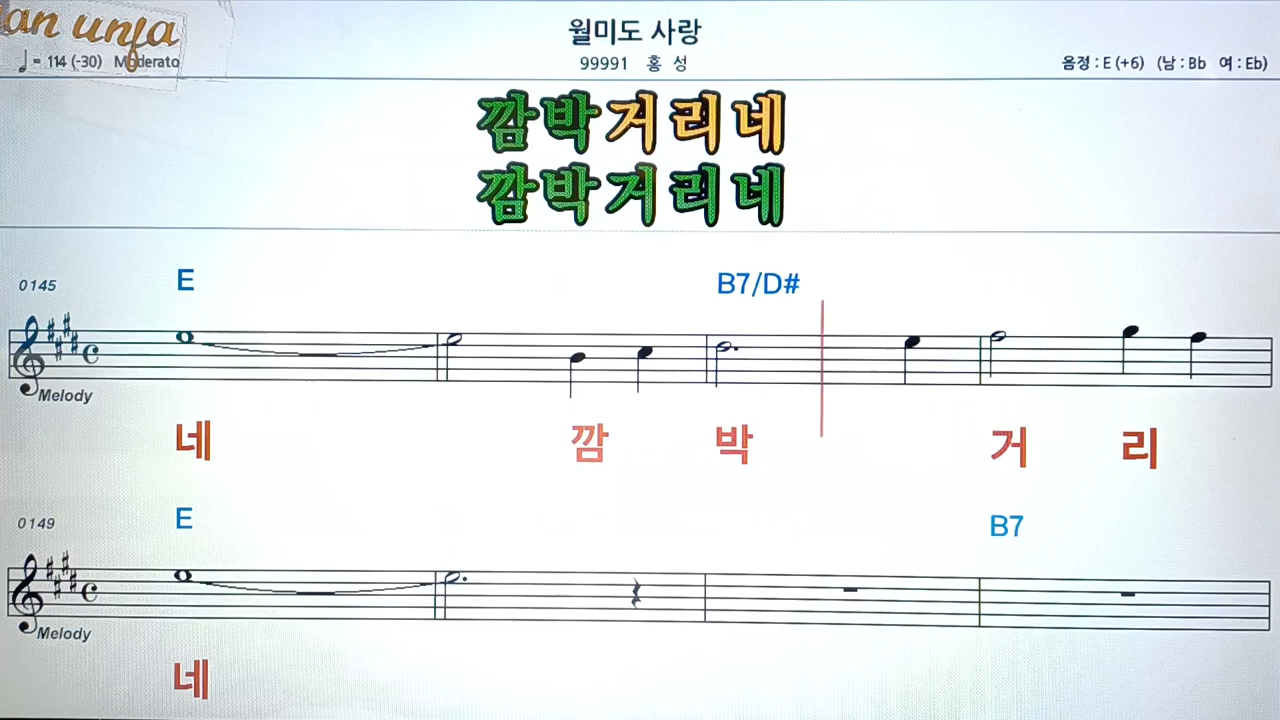 an unfa
월미도 사랑
♩= 114 (-30) Moderato
99991 홍 성
음정 : E (+6) (남 : Bb 여 : Eb)
깜박거리네
깜박거리네
0145 E B7/D#
Melody
네 깜 박 거 리
0149 E B7
Melody
네